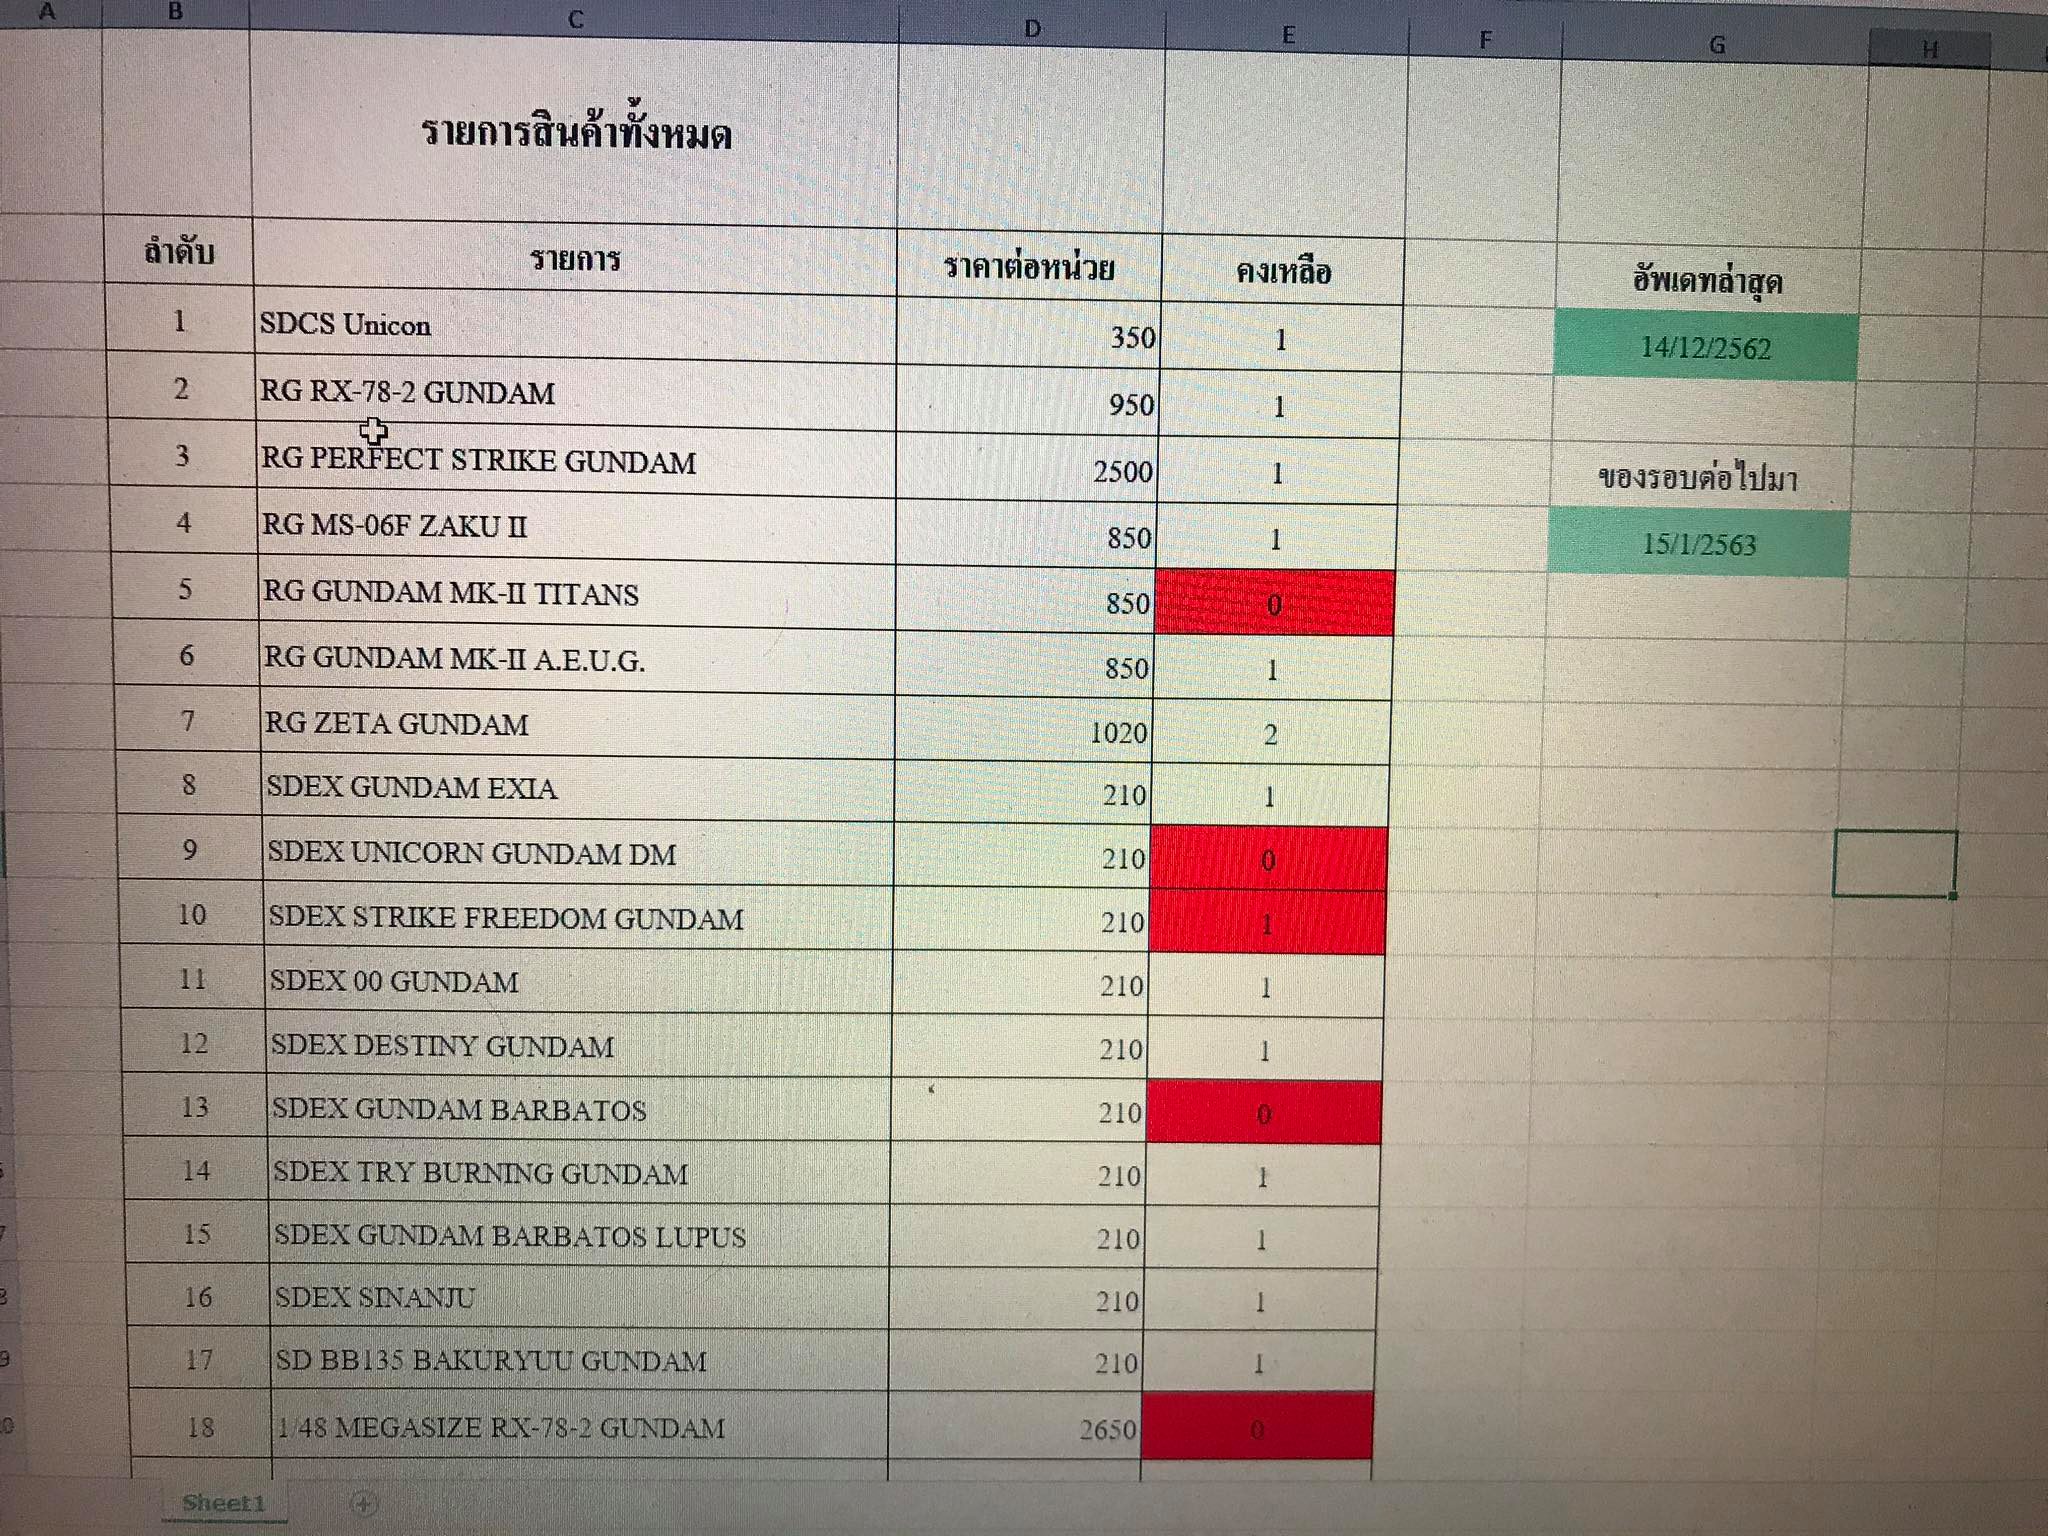 A B C D E F G H
รายการสินค้าทั้งหมด
ลำดับ รายการ ราคาต่อหน่วย คงเหลือ อัพเดทล่าสุด
1 SDCS Unicon 350 1 14/12/2562
2 RG RX-78-2 GUNDAM 950 1
3 RG PERFECT STRIKE GUNDAM 2500 1 ของรอบต่อไปมา
4 RG MS-06F ZAKU II 850 1 15/1/2563
5 RG GUNDAM MK-II TITANS 850 0
6 RG GUNDAM MK-II A.E.U.G. 850 1
7 RG ZETA GUNDAM 1020 2
8 SDEX GUNDAM EXIA 210 1
9 SDEX UNICORN GUNDAM DM 210 0
10 SDEX STRIKE FREEDOM GUNDAM 210 1
11 SDEX 00 GUNDAM 210 1
12 SDEX DESTINY GUNDAM 210 1
13 SDEX GUNDAM BARBATOS 210 0
14 SDEX TRY BURNING GUNDAM 210 1
15 SDEX GUNDAM BARBATOS LUPUS 210 1
16 SDEX SINANJU 210 1
17 SD BB135 BAKURYUU GUNDAM 210 1
18 1/48 MEGASIZE RX-78-2 GUNDAM 2650 0
Sheet1